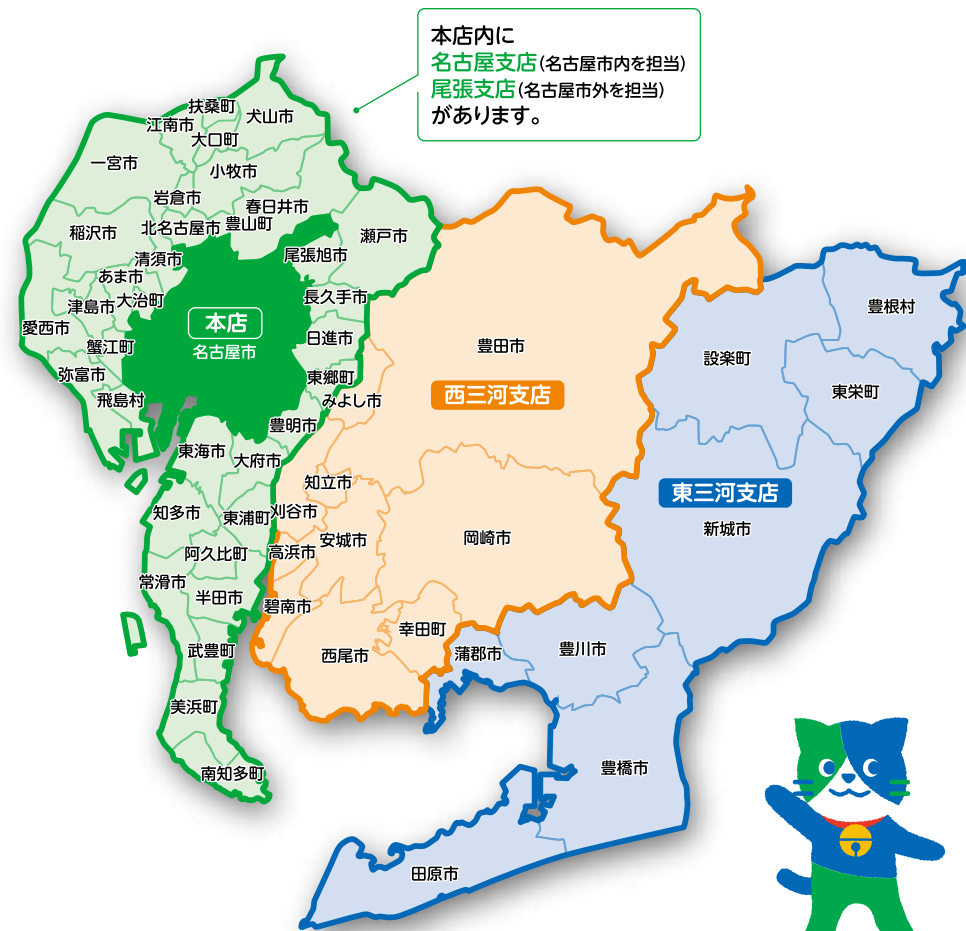 本店内に
名古屋支店(名古屋市内を担当)
尾張支店(名古屋市外を担当)
があります。
扶桑町
犬山市
江南市
大口町
一宮市
小牧市
岩倉市
春日井市
稲沢市
北名古屋市
豊山町
瀬戸市
清須市
尾張旭市
あま市
津島市
大治町
長久手市
愛西市
本店
名古屋市
日進市
蟹江町
弥富市
東郷町
飛島村
みよし市
豊明市
東海市
大府市
知多市
東浦町
阿久比町
常滑市
半田市
武豊町
美浜町
南知多町
豊田市
西三河支店
知立市
刈谷市
安城市
岡崎市
高浜市
碧南市
幸田町
西尾市
豊根村
設楽町
東栄町
東三河支店
新城市
蒲郡市
豊川市
豊橋市
田原市